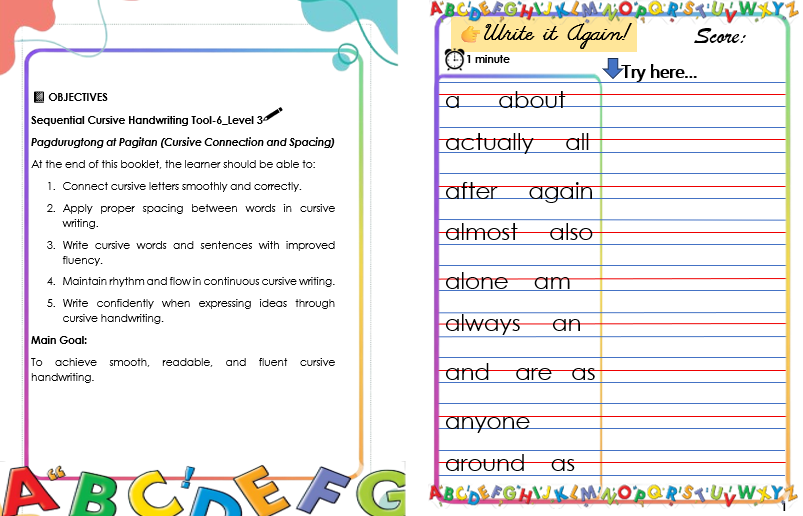 OBJECTIVES
Sequential Cursive Handwriting Tool-6_Level 3
Pagdurugtong at Pagitan (Cursive Connection and Spacing)
At the end of this booklet, the learner should be able to:
1. Connect cursive letters smoothly and correctly.
2. Apply proper spacing between words in cursive
writing.
3. Write cursive words and sentences with improved
fluency.
4. Maintain rhythm and flow in continuous cursive writing.
5. Write confidently when expressing ideas through
cursive handwriting.
Main Goal:
To achieve smooth, readable, and fluent cursive
handwriting.
A B C D E F G
ABCDEFGHIJKLMNOPQRSTUVWXYZ
Write it Again!
Score:
1 minute
Try here...
a about
actually all
after again
almost also
alone am
always an
and are as
anyone
around as
ABCDEFGHIJKLMNOPQRSTUVWXYZ
1